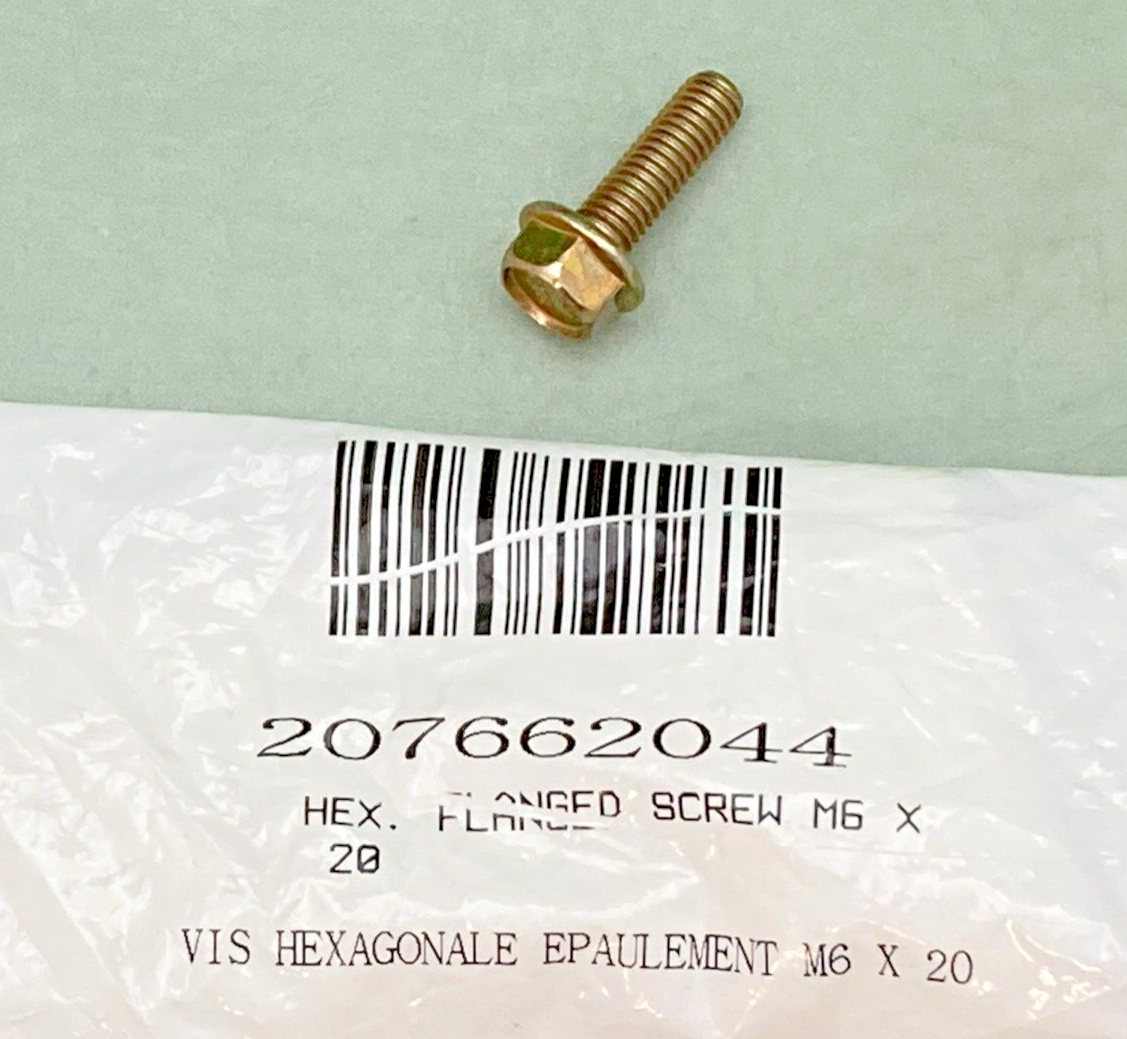 207662044
HEX. FLANGED SCREW M6 X
20
VIS HEXAGONALE EPAULEMENT M6 X 20